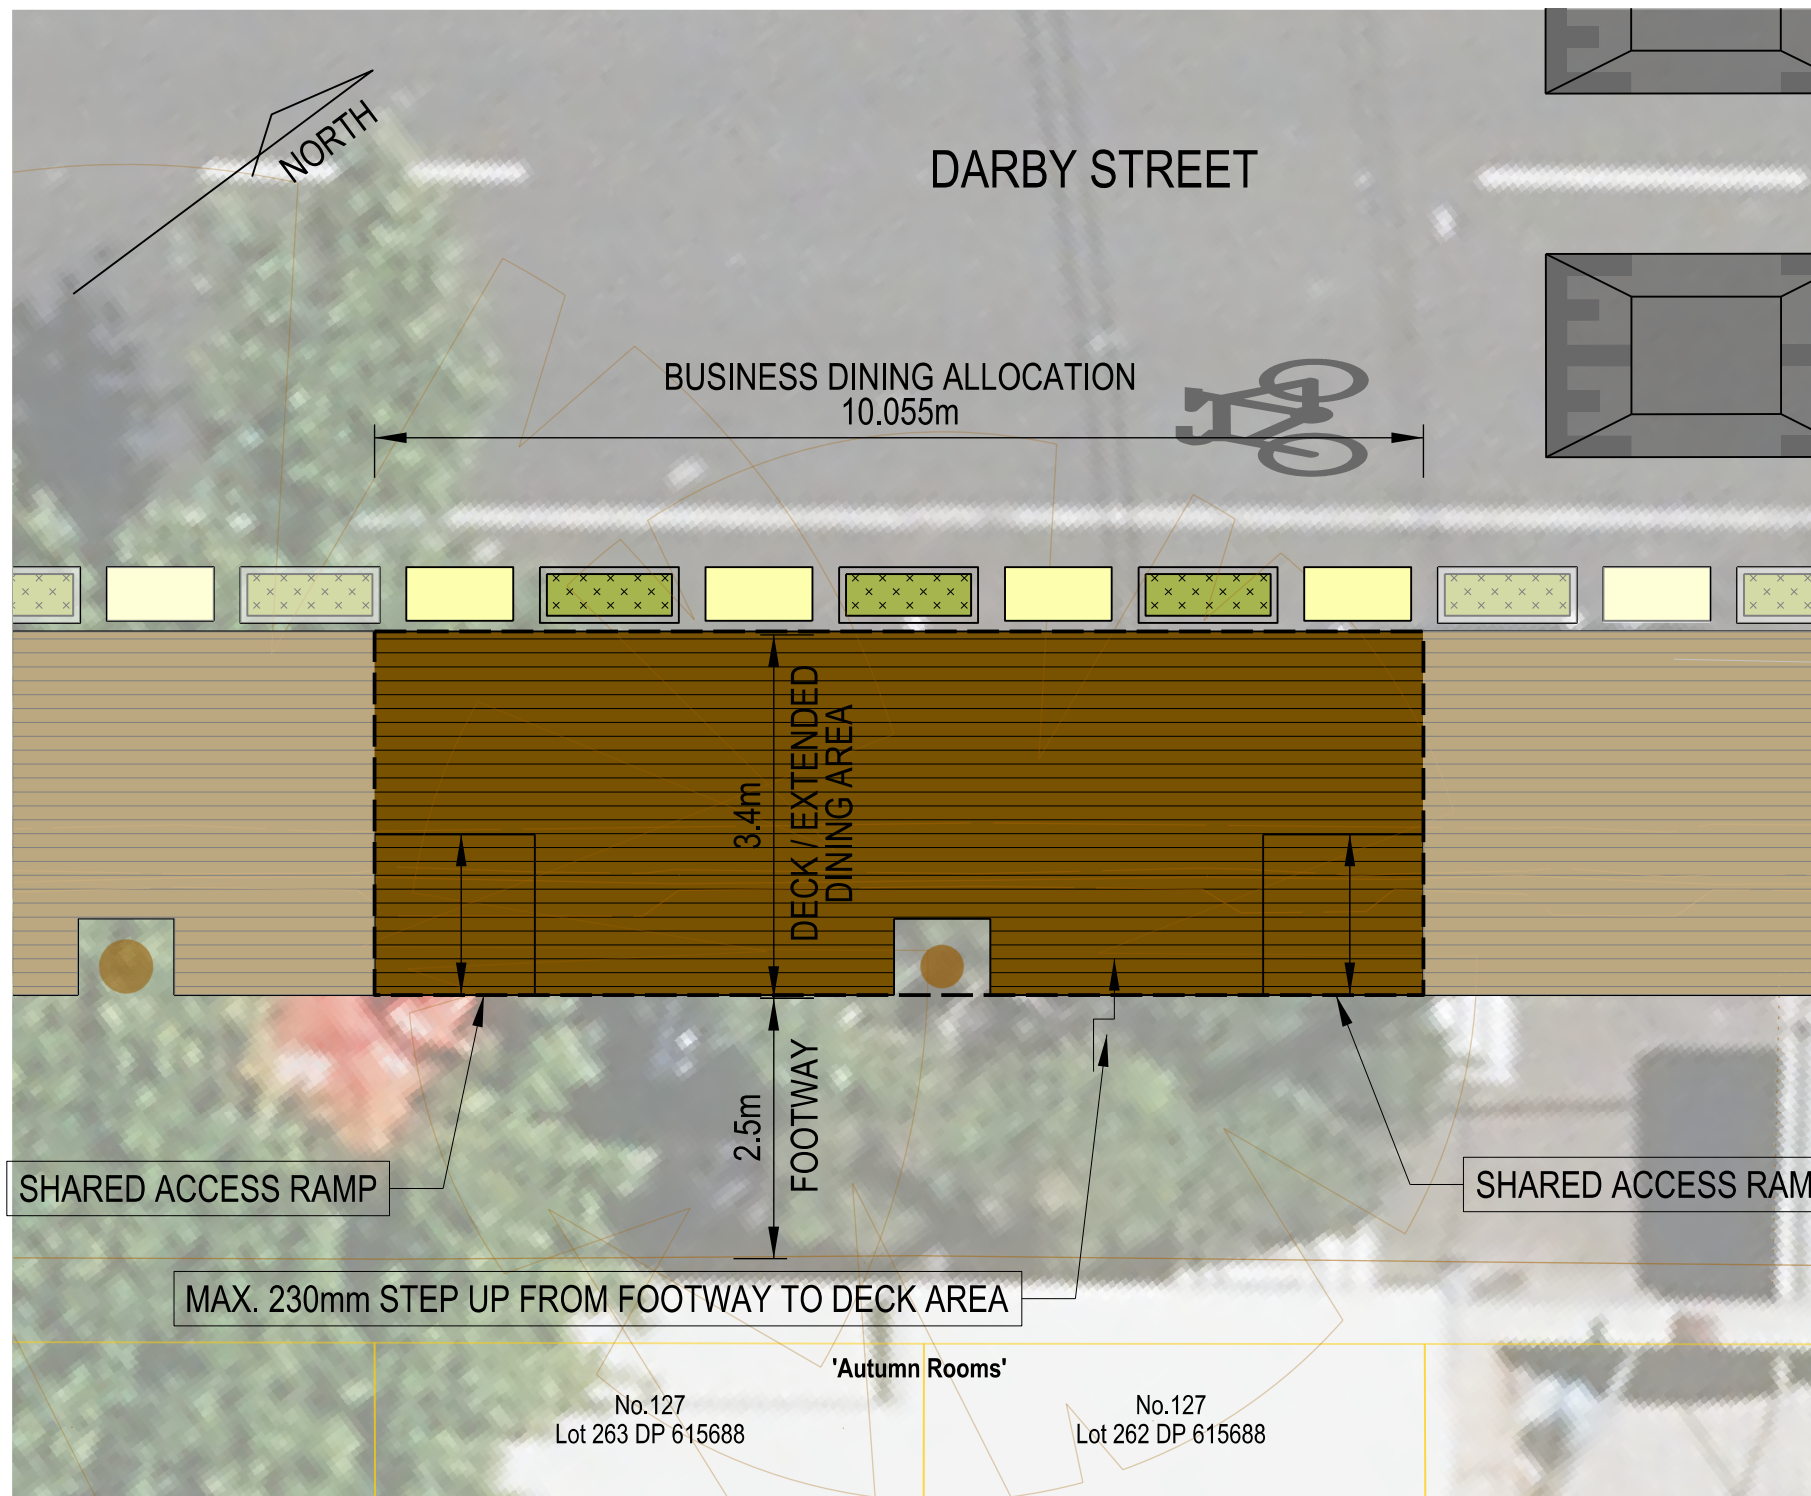 NORTH
DARBY STREET
BUSINESS DINING ALLOCATION
10.055m
3.4m
DECK / EXTENDED
DINING AREA
2.5m
FOOTWAY
SHARED ACCESS RAMP
SHARED ACCESS RAM
MAX. 230mm STEP UP FROM FOOTWAY TO DECK AREA
'Autumn Rooms'
No.127
Lot 263 DP 615688
No.127
Lot 262 DP 615688